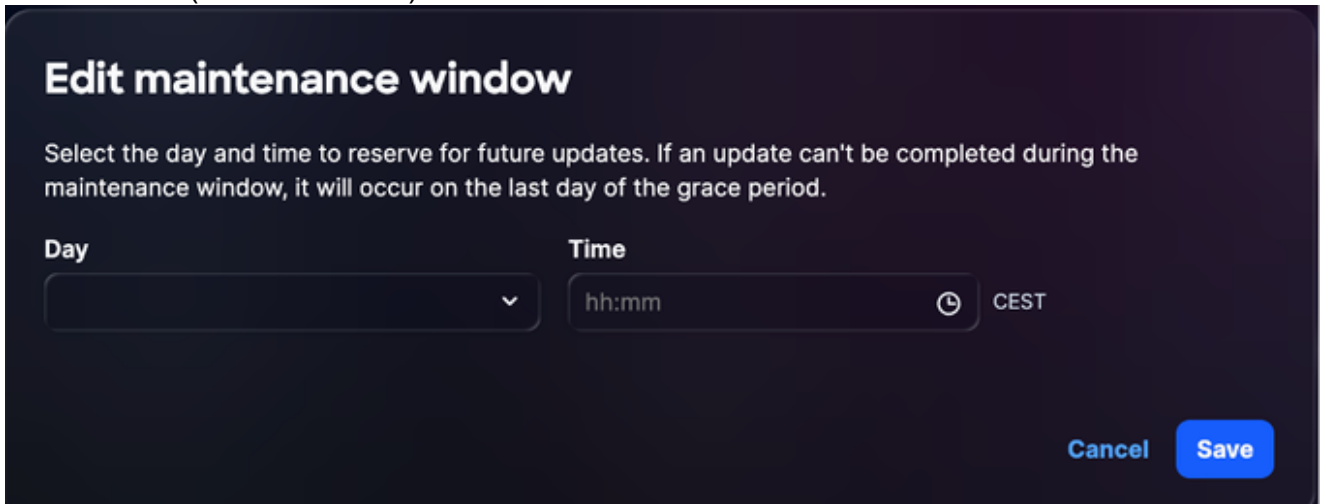 Edit maintenance window
Select the day and time to reserve for future updates. If an update can't be completed during the
maintenance window, it will occur on the last day of the grace period.
Day Time
hh:mm CEST
Cancel Save